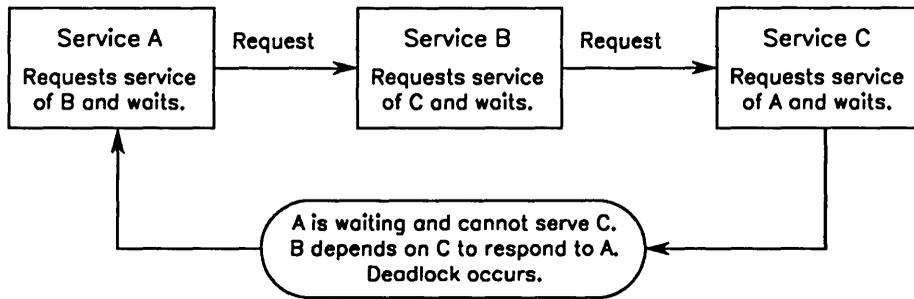 Service A
Requests service
of B and waits.
Request
Service B
Requests service
of C and waits.
Request
Service C
Requests service
of A and waits.
A is waiting and cannot serve C.
B depends on C to respond to A.
Deadlock occurs.